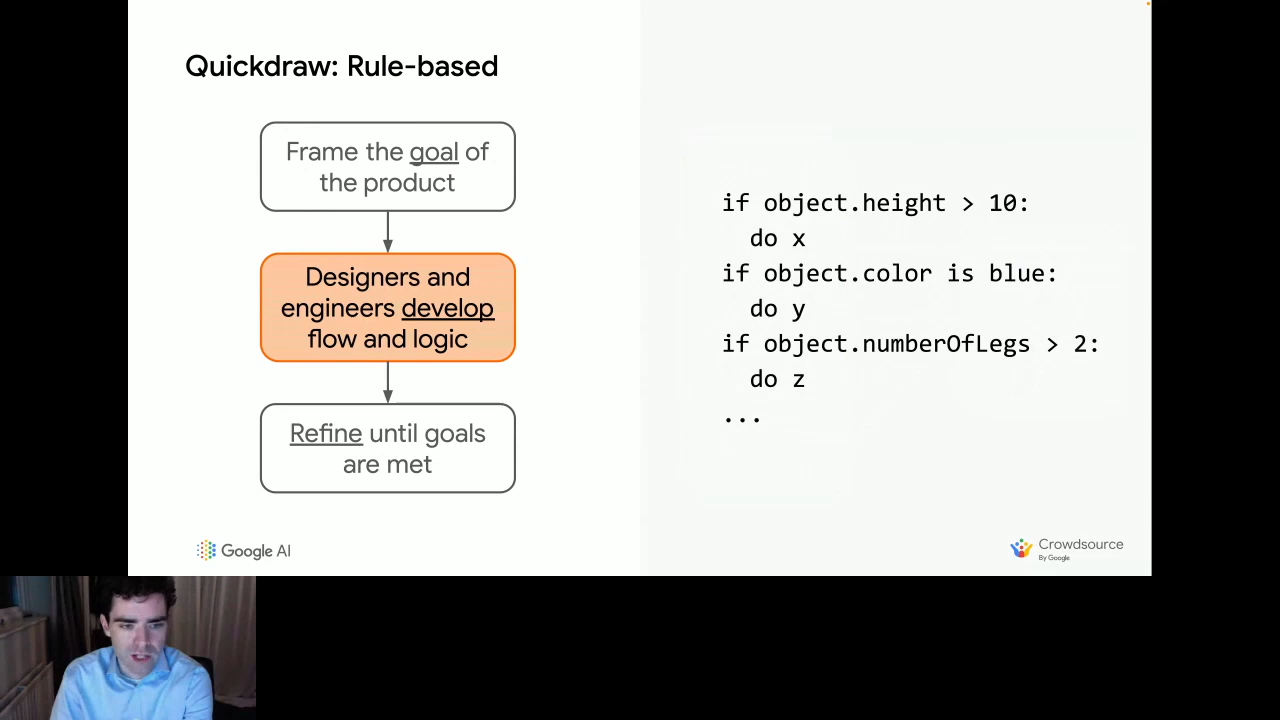 Quickdraw: Rule-based
Frame the goal of
the product
Designers and
engineers develop
flow and logic
Refine until goals
are met
if object.height > 10:
do x
if object.color is blue:
do y
if object.numberOfLegs > 2:
do z
...
Google AI
Crowdsource
By Google